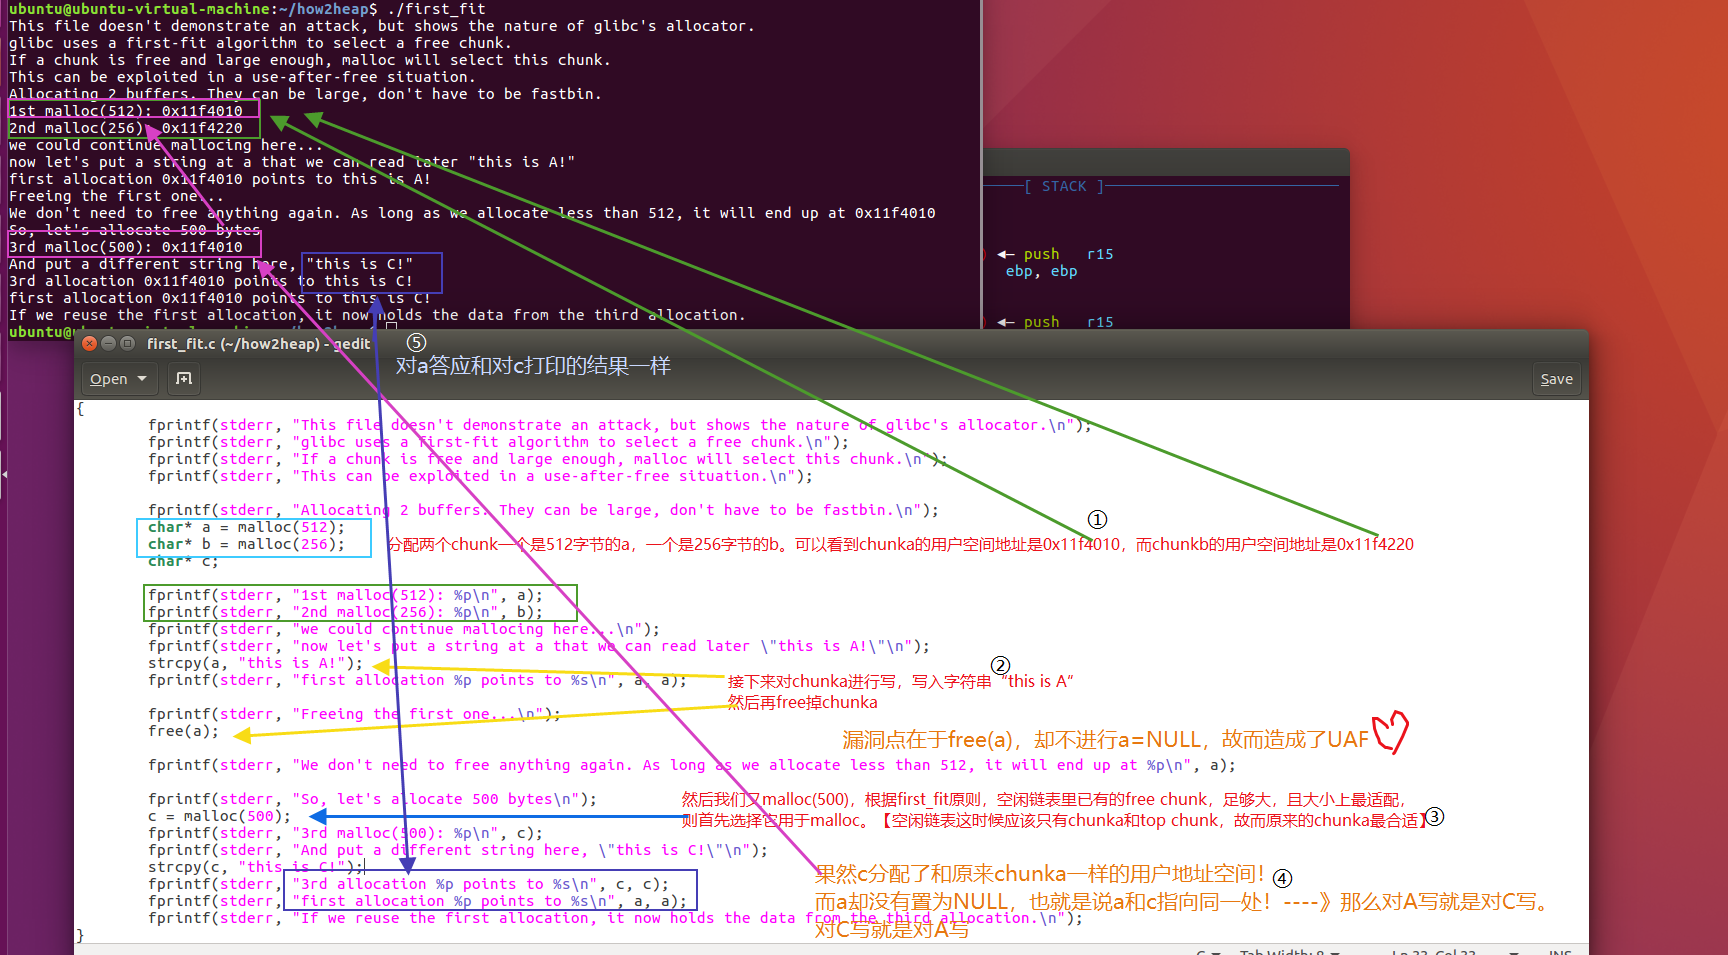 ubuntu@ubuntu-virtual-machine:~/how2heap$ ./first_fit
This file doesn't demonstrate an attack, but shows the nature of glibc's allocator.
glibc uses a first-fit algorithm to select a free chunk.
If a chunk is free and large enough, malloc will select this chunk.
This can be exploited in a use-after-free situation.
Allocating 2 buffers. They can be large, don't have to be fastbin.
1st malloc(512): 0x11f4010
2nd malloc(256): 0x11f4220
we could continue mallocing here...
now let's put a string at a that we can read later "this is A!"
first allocation 0x11f4010 points to this is A!
Freeing the first one...
We don't need to free anything again. As long as we allocate less than 512, it will end up at 0x11f4010
So, let's allocate 500 bytes
3rd malloc(500): 0x11f4010
And put a different string here, "this is C!"
3rd allocation 0x11f4010 points to this is C!
first allocation 0x11f4010 points to this is C!
If we reuse the first allocation, it now holds the data from the third allocation.
[ STACK ]
◄— push r15
ebp, ebp
◄— push r15
first_fit.c (~/how2heap) - gedit
⑤
对a答应和对c打印的结果一样
Open
Save
{
fprintf(stderr, "This file doesn't demonstrate an attack, but shows the nature of glibc's allocator.\n");
fprintf(stderr, "glibc uses a first-fit algorithm to select a free chunk.\n");
fprintf(stderr, "If a chunk is free and large enough, malloc will select this chunk.\n");
fprintf(stderr, "This can be exploited in a use-after-free situation.\n");
fprintf(stderr, "Allocating 2 buffers. They can be large, don't have to be fastbin.\n");
char* a = malloc(512);
char* b = malloc(256);
①
分配两个chunk一个是512字节的a，一个是256字节的b。可以看到chunka的用户空间地址是0x11f4010，而chunkb的用户空间地址是0x11f4220
char* c;
fprintf(stderr, "1st malloc(512): %p\n", a);
fprintf(stderr, "2nd malloc(256): %p\n", b);
fprintf(stderr, "we could continue mallocing here...\n");
fprintf(stderr, "now let's put a string at a that we can read later \"this is A!\"\n");
strcpy(a, "this is A!");
fprintf(stderr, "first allocation %p points to %s\n", a, a);
②
接下来对chunka进行写，写入字符串“this is A“
然后再free掉chunka
fprintf(stderr, "Freeing the first one...\n");
free(a);
漏洞点在于free(a)，却不进行a=NULL，故而造成了UAF
fprintf(stderr, "We don't need to free anything again. As long as we allocate less than 512, it will end up at %p\n", a);
fprintf(stderr, "So, let's allocate 500 bytes\n");
c = malloc(500);
然后我们又malloc(500)，根据first_fit原则，空闲链表里已有的free chunk，足够大，且大小上最适配，
则首先选择它用于malloc。【空闲链表这时候应该只有chunka和top chunk，故而原来的chunka最合适】③
fprintf(stderr, "3rd malloc(500): %p\n", c);
fprintf(stderr, "And put a different string here, \"this is C!\"\n");
strcpy(c, "this is C!");
fprintf(stderr, "3rd allocation %p points to %s\n", c, c);
fprintf(stderr, "first allocation %p points to %s\n", a, a);
果然c分配了和原来chunka一样的用户地址空间！④
而a却没有置为NULL，也就是说a和c指向同一处！----》那么对A写就是对C写。
对C写就是对A写
fprintf(stderr, "If we reuse the first allocation, it now holds the data from the third allocation.\n");
}